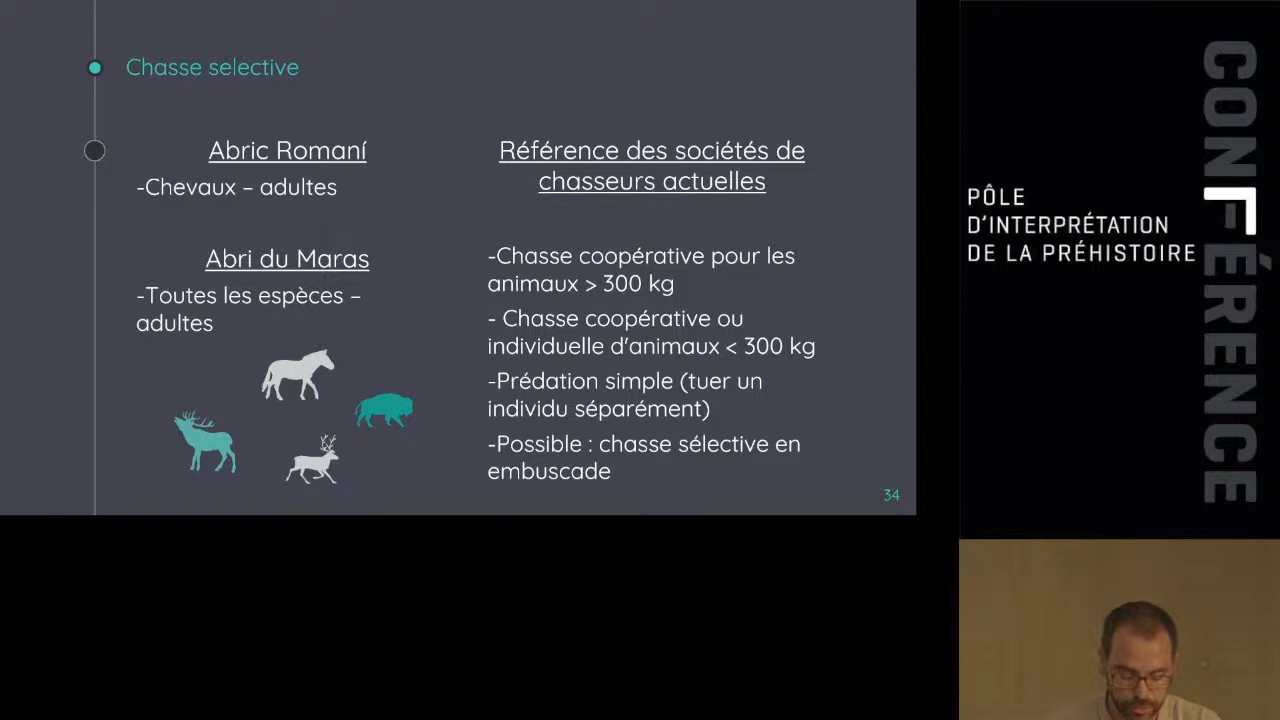 Chasse selective
Abric Romaní
-Chevaux – adultes
Abri du Maras
-Toutes les espèces –
adultes
Référence des sociétés de
chasseurs actuelles
-Chasse coopérative pour les
animaux > 300 kg
- Chasse coopérative ou
individuelle d'animaux < 300 kg
-Prédation simple (tuer un
individu séparément)
-Possible : chasse sélective en
embuscade
34
PÔLE
D'INTERPRÉTATION
DE LA PRÉHISTOIRE
CONFÉRENCE